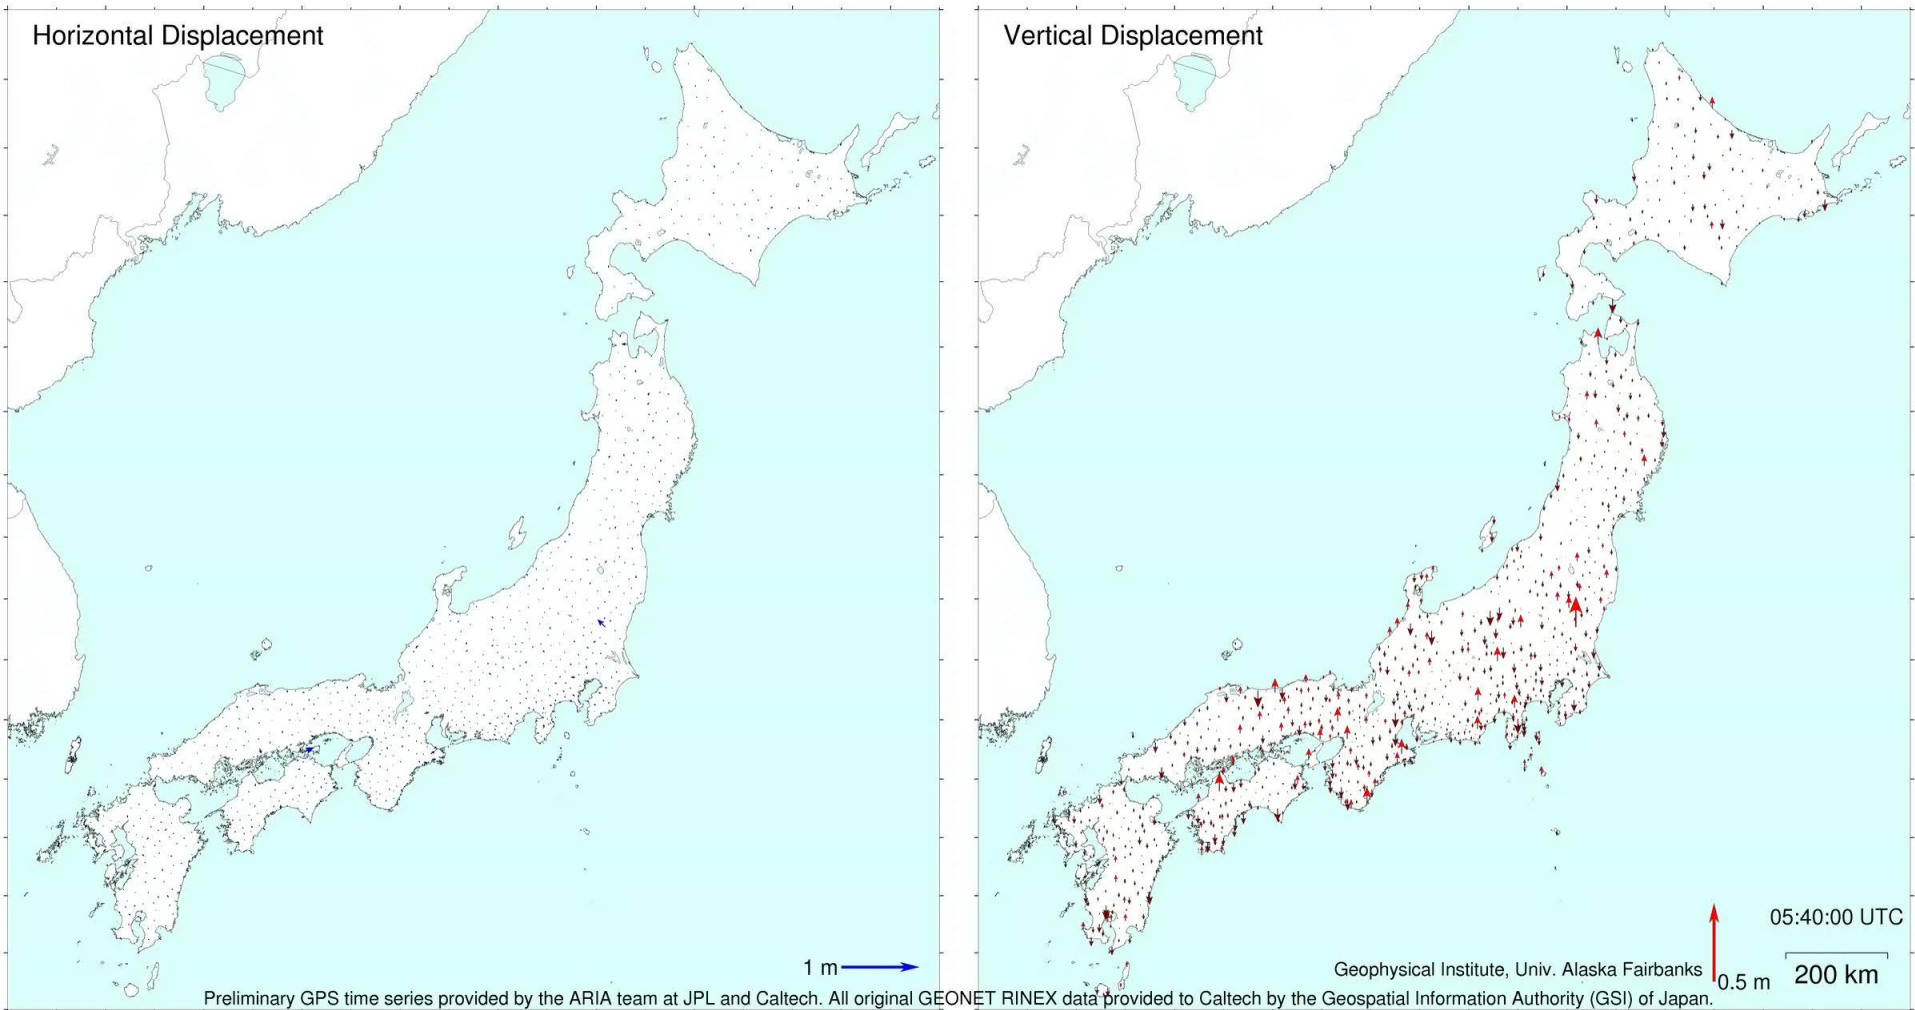 Horizontal Displacement
Vertical Displacement
05:40:00 UTC
1 m
Geophysical Institute, Univ. Alaska Fairbanks
0.5 m
200 km
Preliminary GPS time series provided by the ARIA team at JPL and Caltech. All original GEONET RINEX data provided to Caltech by the Geospatial Information Authority (GSI) of Japan.